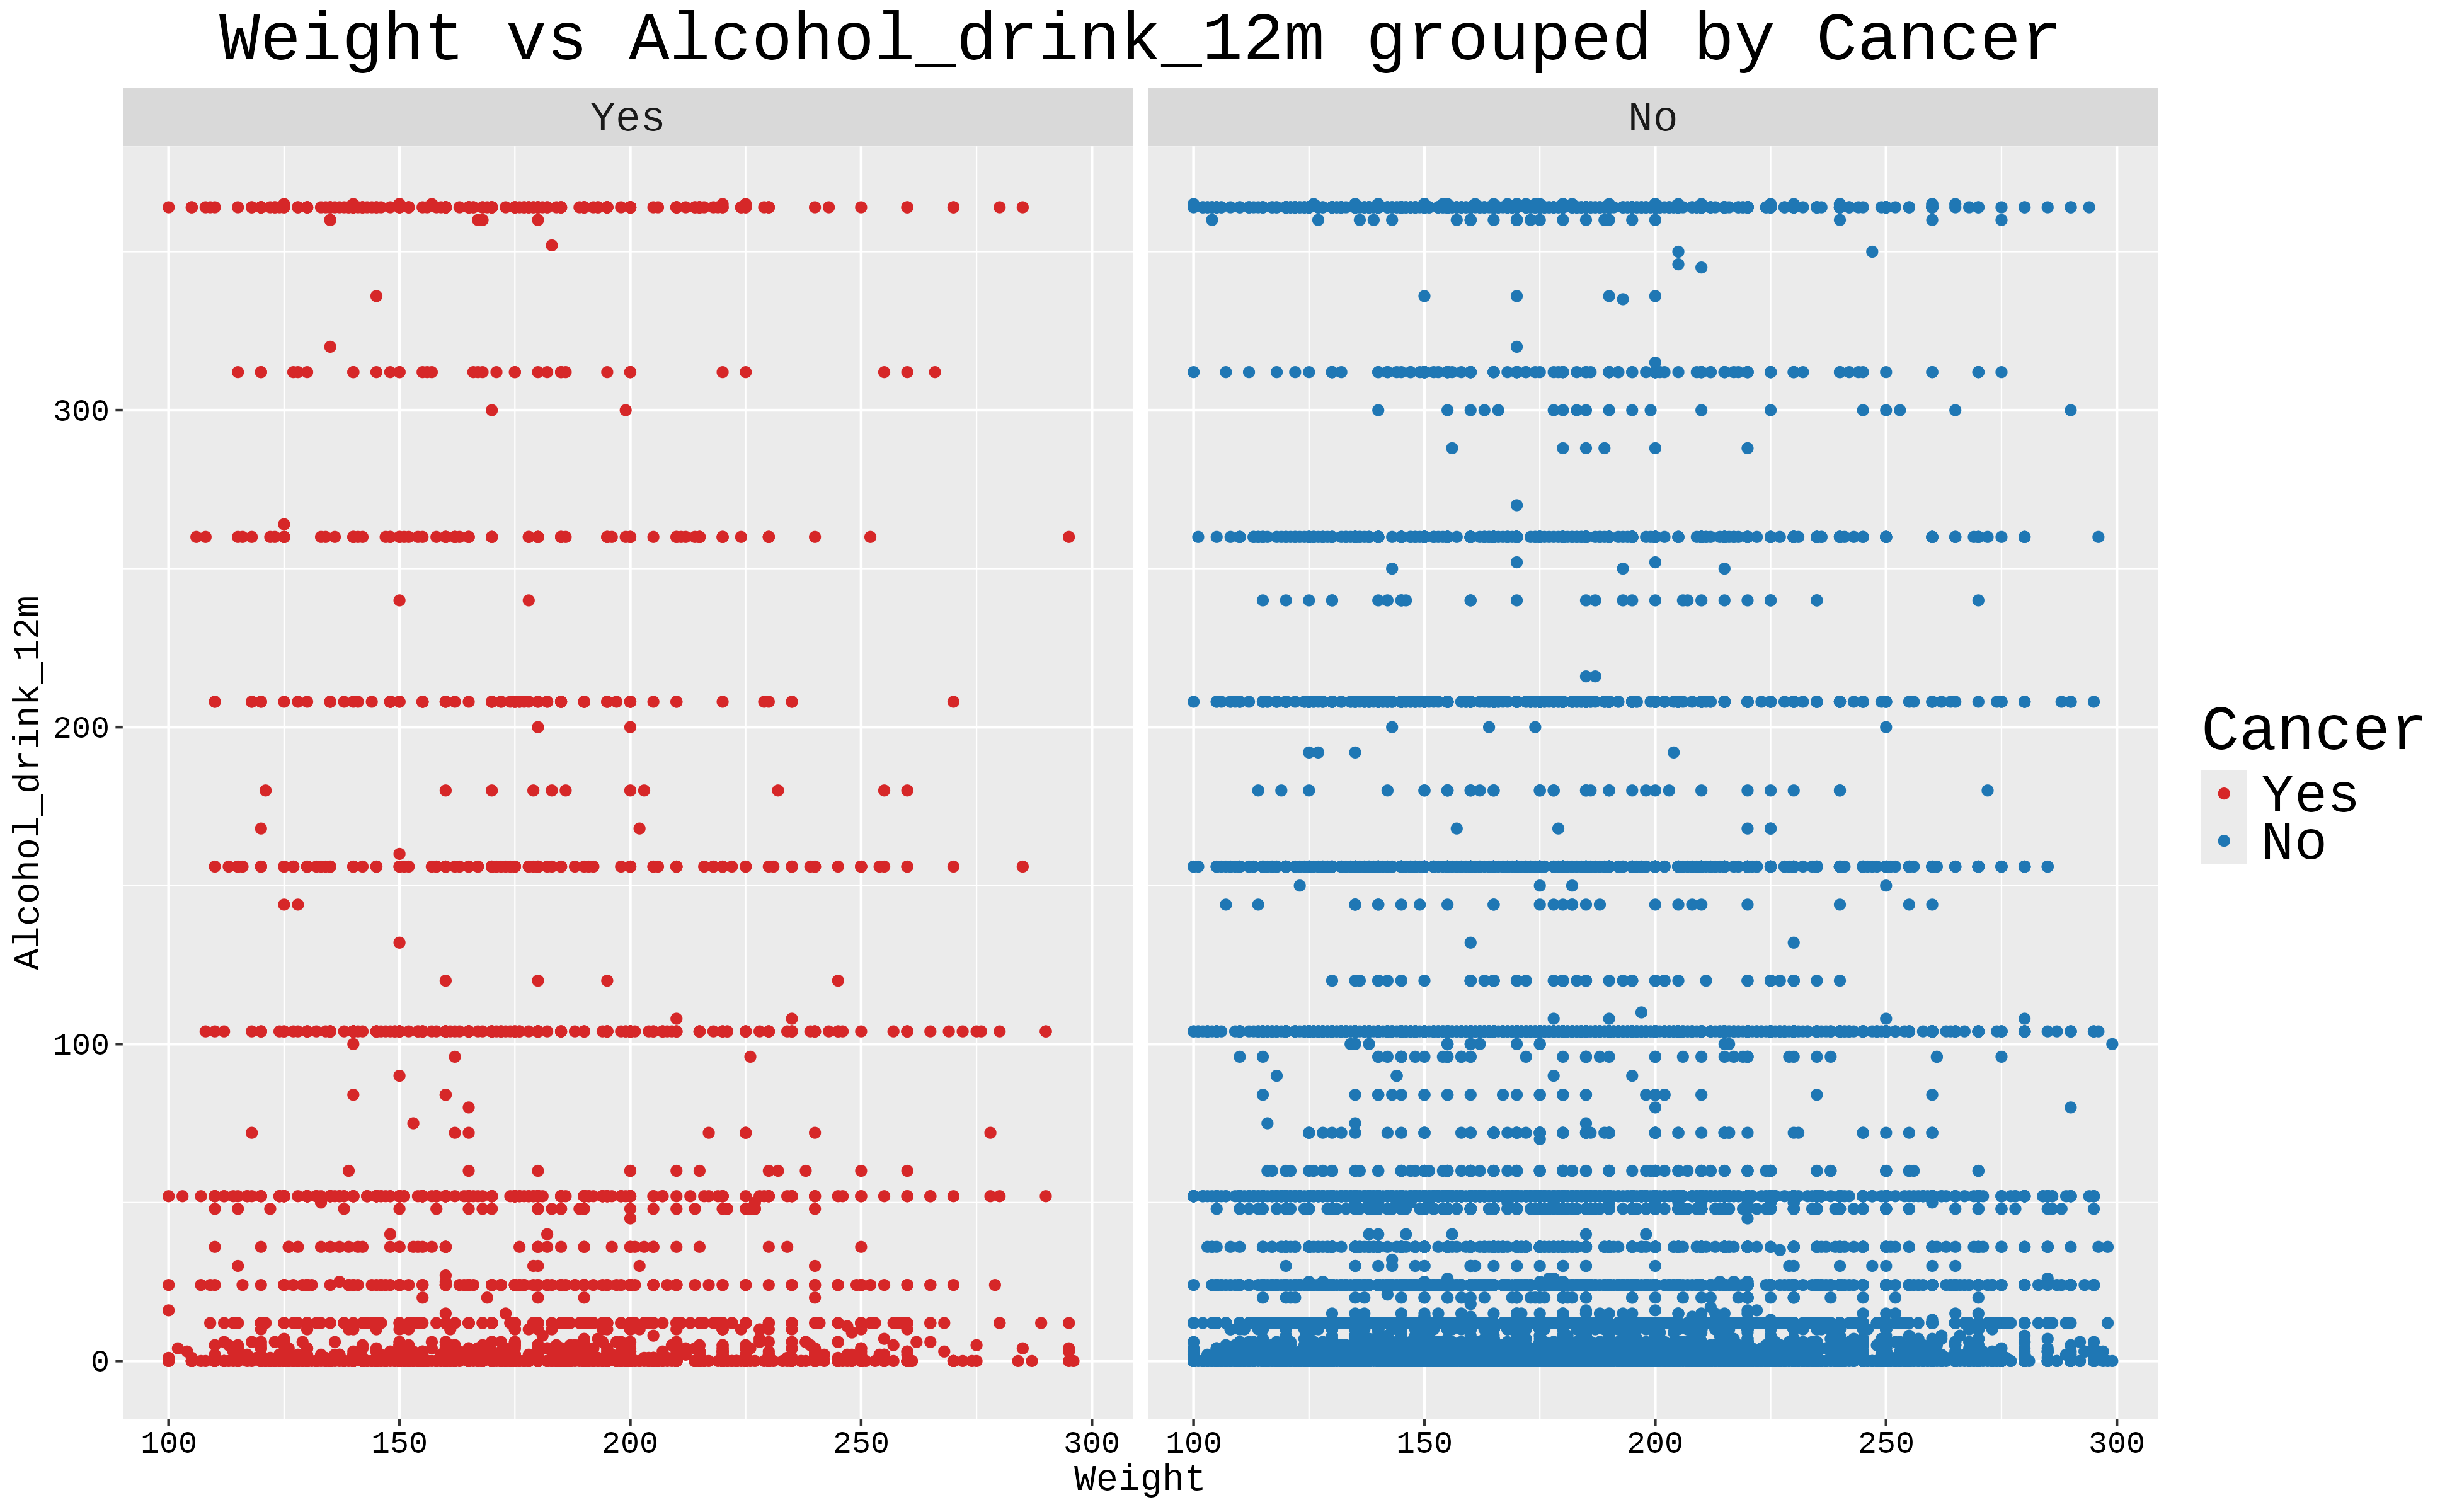 Weight vs Alcohol_drink_12m grouped by Cancer
Yes
No
Alcohol_drink_12m
300
200
100
0
100 150 200 250 300
100 150 200 250 300
Weight
Cancer
Yes
No